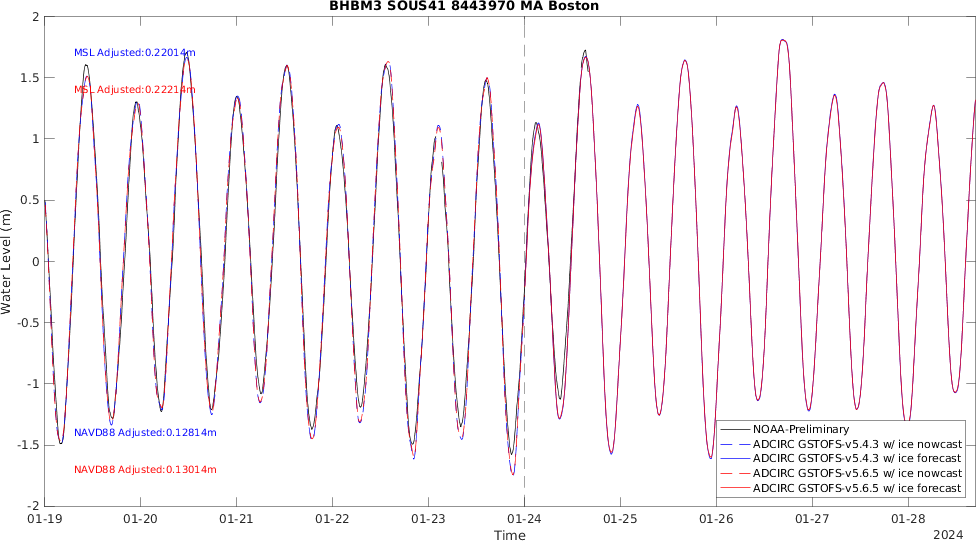 BHBM3 SOUS41 8443970 MA Boston
2
1.5
1
0.5
0
-0.5
-1
-1.5
-2
Water Level (m)
MSL Adjusted:0.22014m
MSL Adjusted:0.22214m
NAVD88 Adjusted:0.12814m
NAVD88 Adjusted:0.13014m
NOAA-Preliminary
ADCIRC GSTOFS-v5.4.3 w/ ice nowcast
ADCIRC GSTOFS-v5.4.3 w/ ice forecast
ADCIRC GSTOFS-v5.6.5 w/ ice nowcast
ADCIRC GSTOFS-v5.6.5 w/ ice forecast
01-19 01-20 01-21 01-22 01-23 01-24 01-25 01-26 01-27 01-28
Time
2024